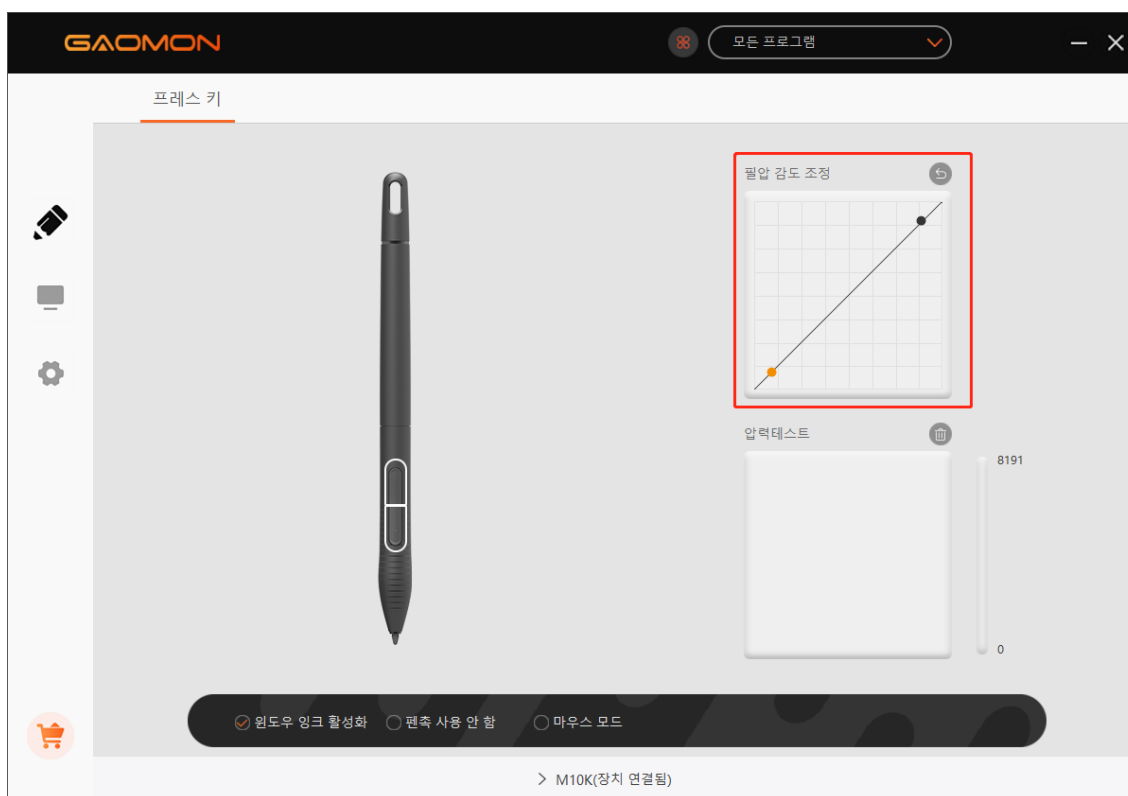 GAOMON
모든 프로그램
프레스 키
필압 감도 조정
압력테스트
8191
0
윈도우 잉크 활성화 펜촉 사용 안 함 마우스 모드
M10K(장치 연결됨)